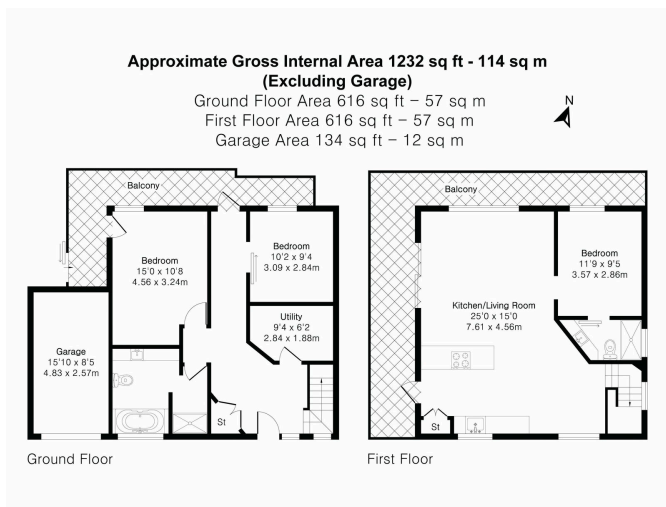 Approximate Gross Internal Area 1232 sq ft - 114 sq m
(Excluding Garage)
Ground Floor Area 616 sq ft – 57 sq m
First Floor Area 616 sq ft – 57 sq m
Garage Area 134 sq ft – 12 sq m
N
Balcony
Bedroom
15'0 x 10'8
4.56 x 3.24m
Bedroom
10'2 x 9'4
3.09 x 2.84m
Utility
9'4 x 6'2
2.84 x 1.88m
Garage
15'10 x 8'5
4.83 x 2.57m
St
Ground Floor
Balcony
Bedroom
11'9 x 9'5
3.57 x 2.86m
Kitchen/Living Room
25'0 x 15'0
7.61 x 4.56m
St
First Floor